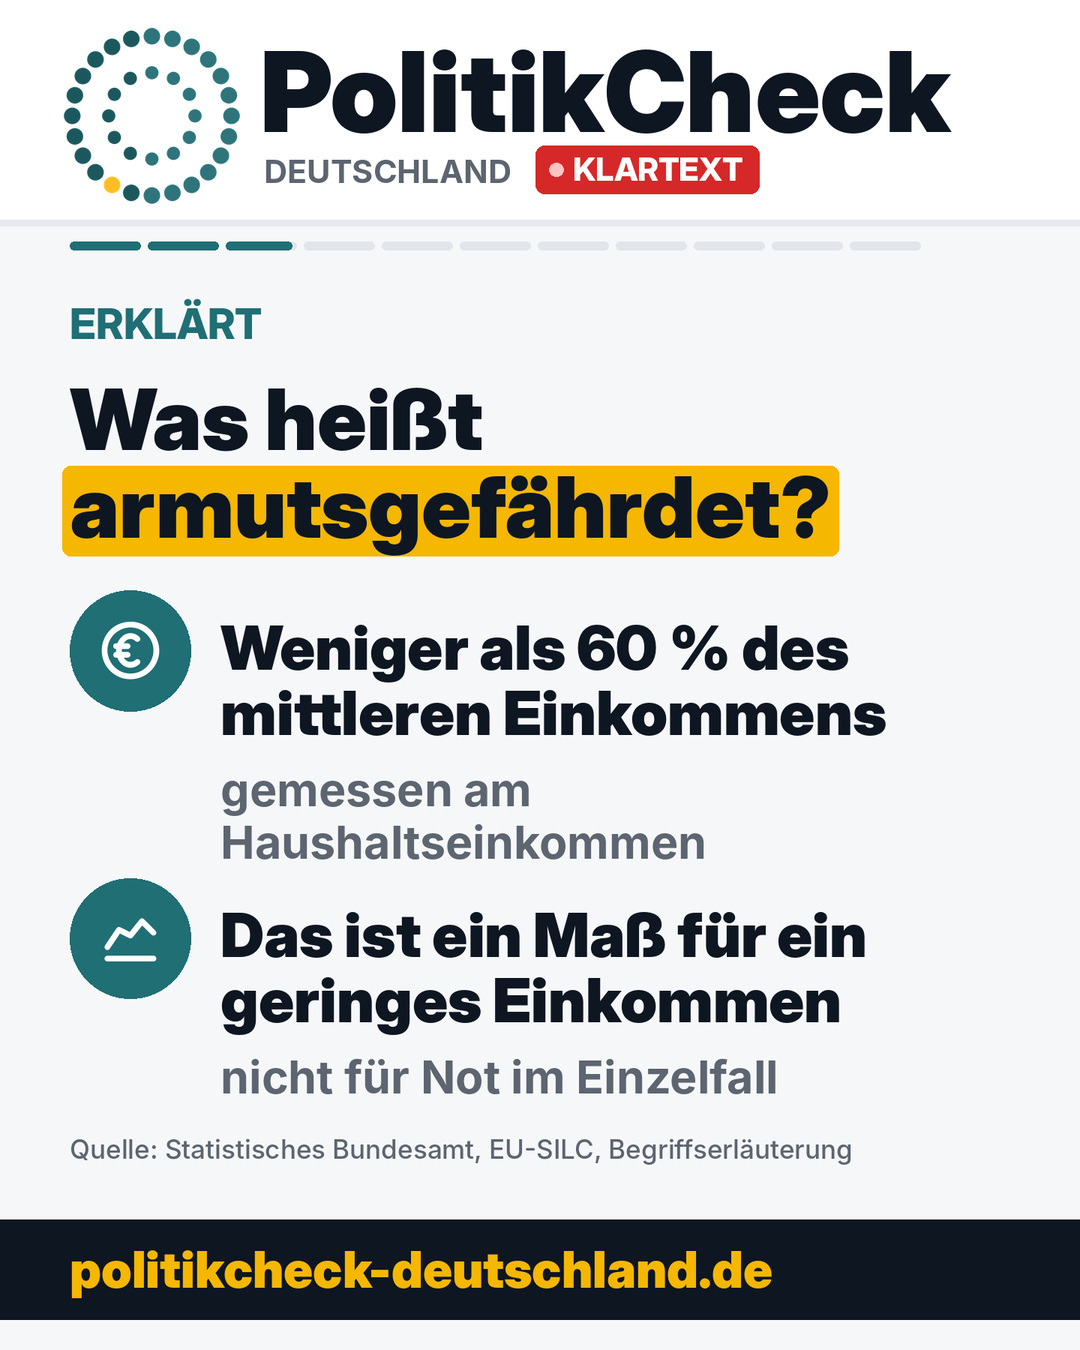 PolitikCheck
DEUTSCHLAND KLARTEXT
ERKLÄRT
Was heißt
armutsgefährdet?
Weniger als 60 % des
mittleren Einkommens
gemessen am
Haushaltseinkommen
Das ist ein Maß für ein
geringes Einkommen
nicht für Not im Einzelfall
Quelle: Statistisches Bundesamt, EU-SILC, Begriffserläuterung
politikcheck-deutschland.de